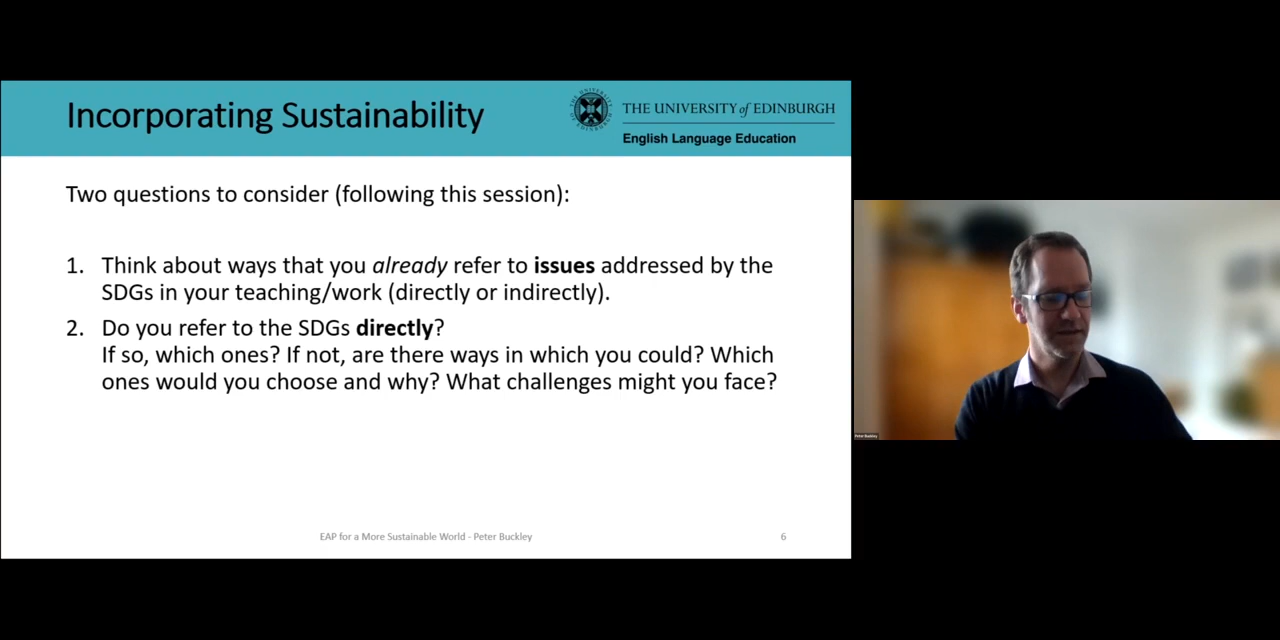 Incorporating Sustainability
THE UNIVERSITY of EDINBURGH
English Language Education
Two questions to consider (following this session):
1. Think about ways that you already refer to issues addressed by the
SDGs in your teaching/work (directly or indirectly).
2. Do you refer to the SDGs directly?
If so, which ones? If not, are there ways in which you could? Which
ones would you choose and why? What challenges might you face?
EAP for a More Sustainable World - Peter Buckley
6
Peter Buckley